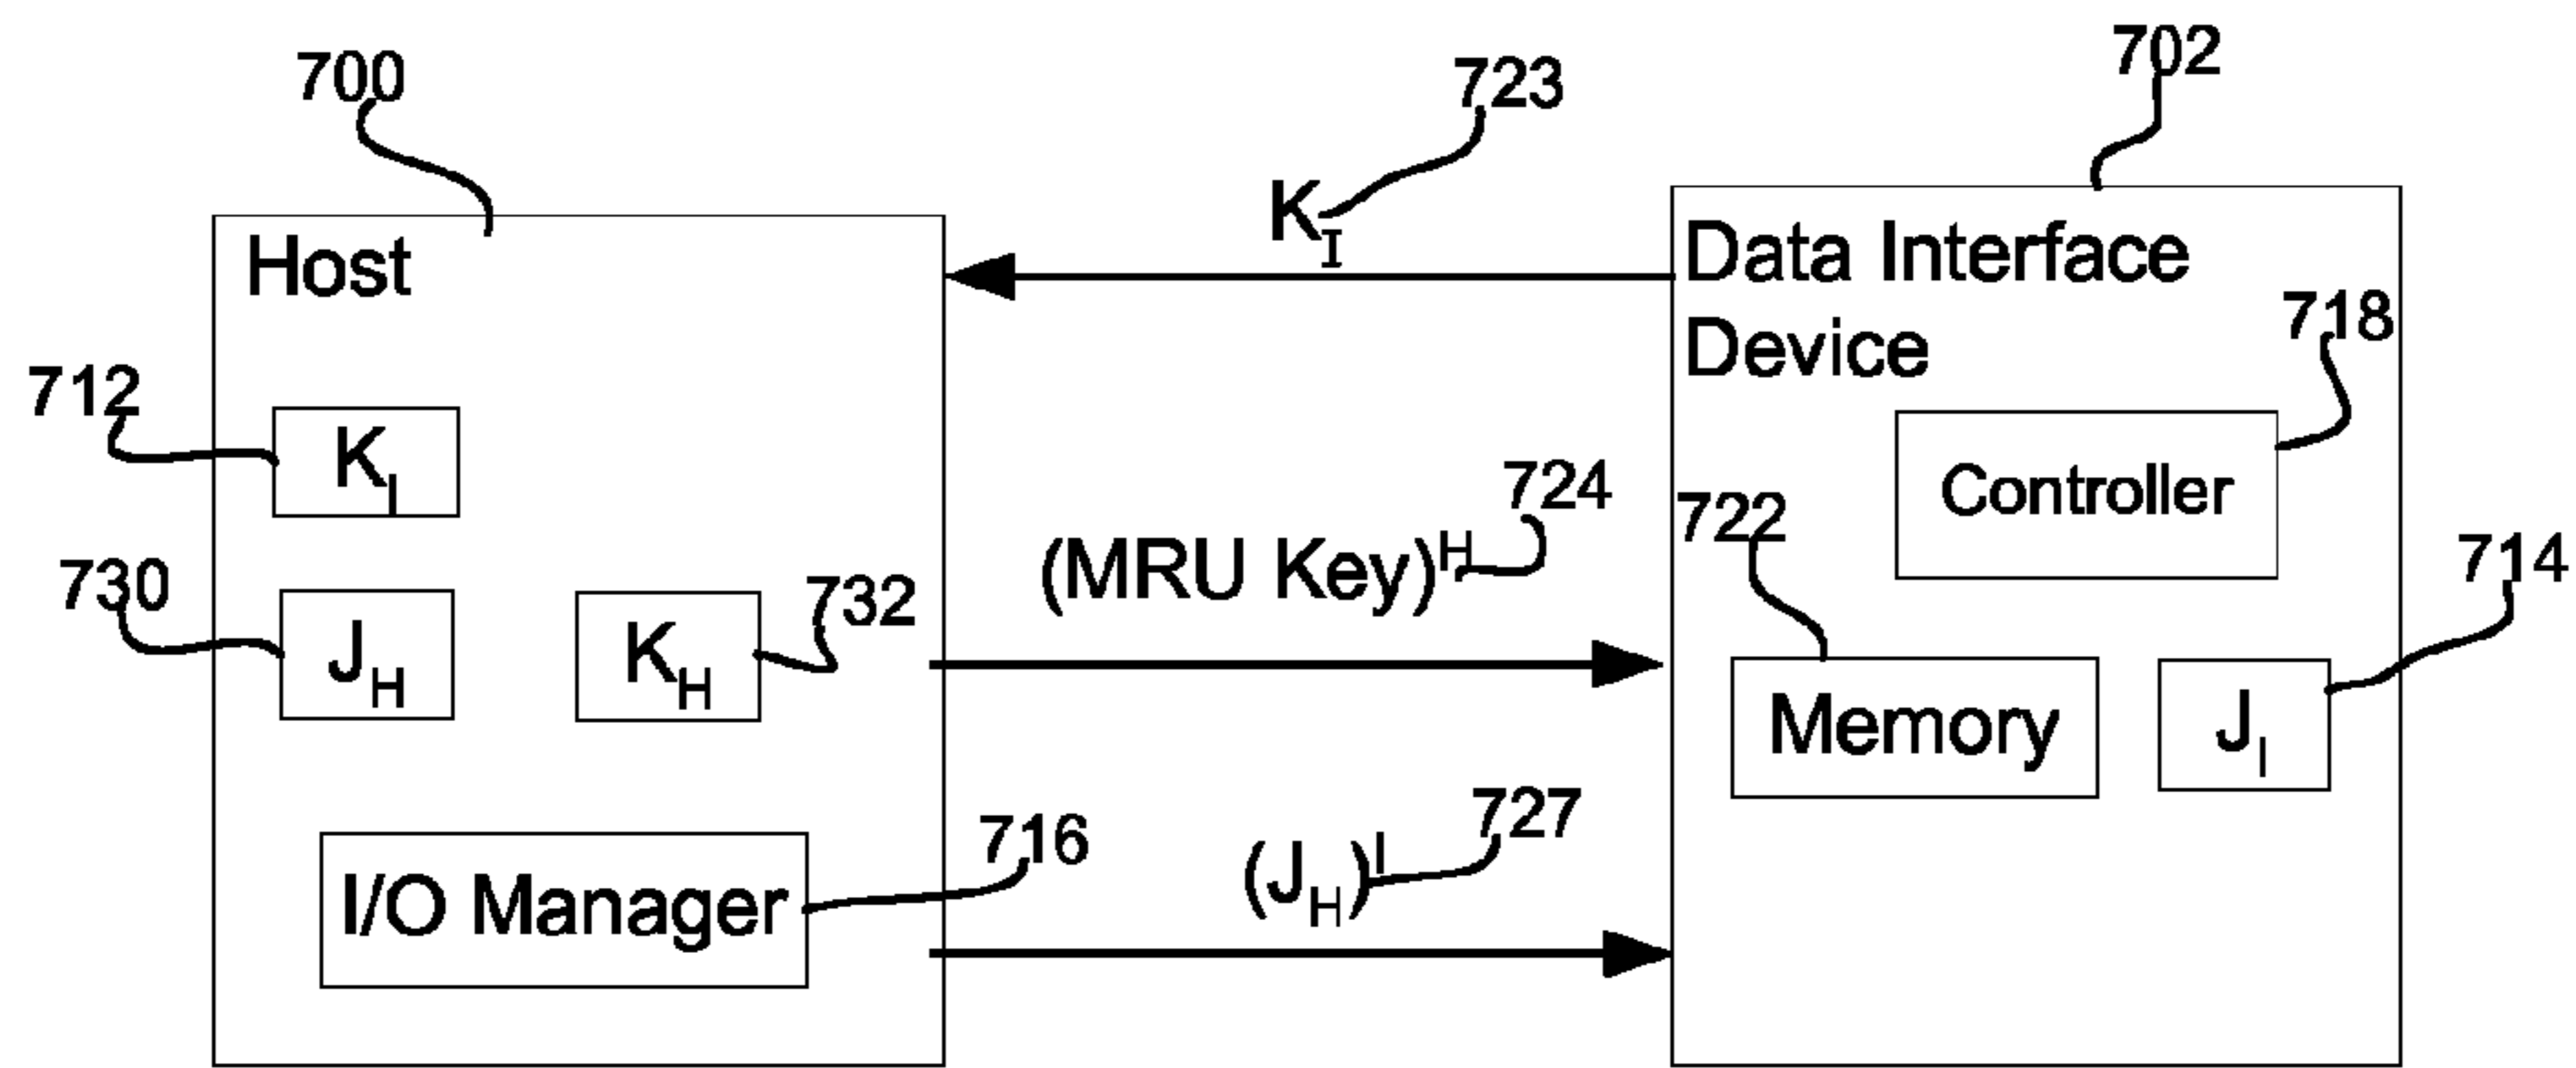 700
723
702
K_I
Host
Data Interface
Device
718
712
K_I
Controller
724
722
(MRU Key)^H
714
730
J_H
732
K_H
Memory
J_I
716
727
(J_H)^I
I/O Manager